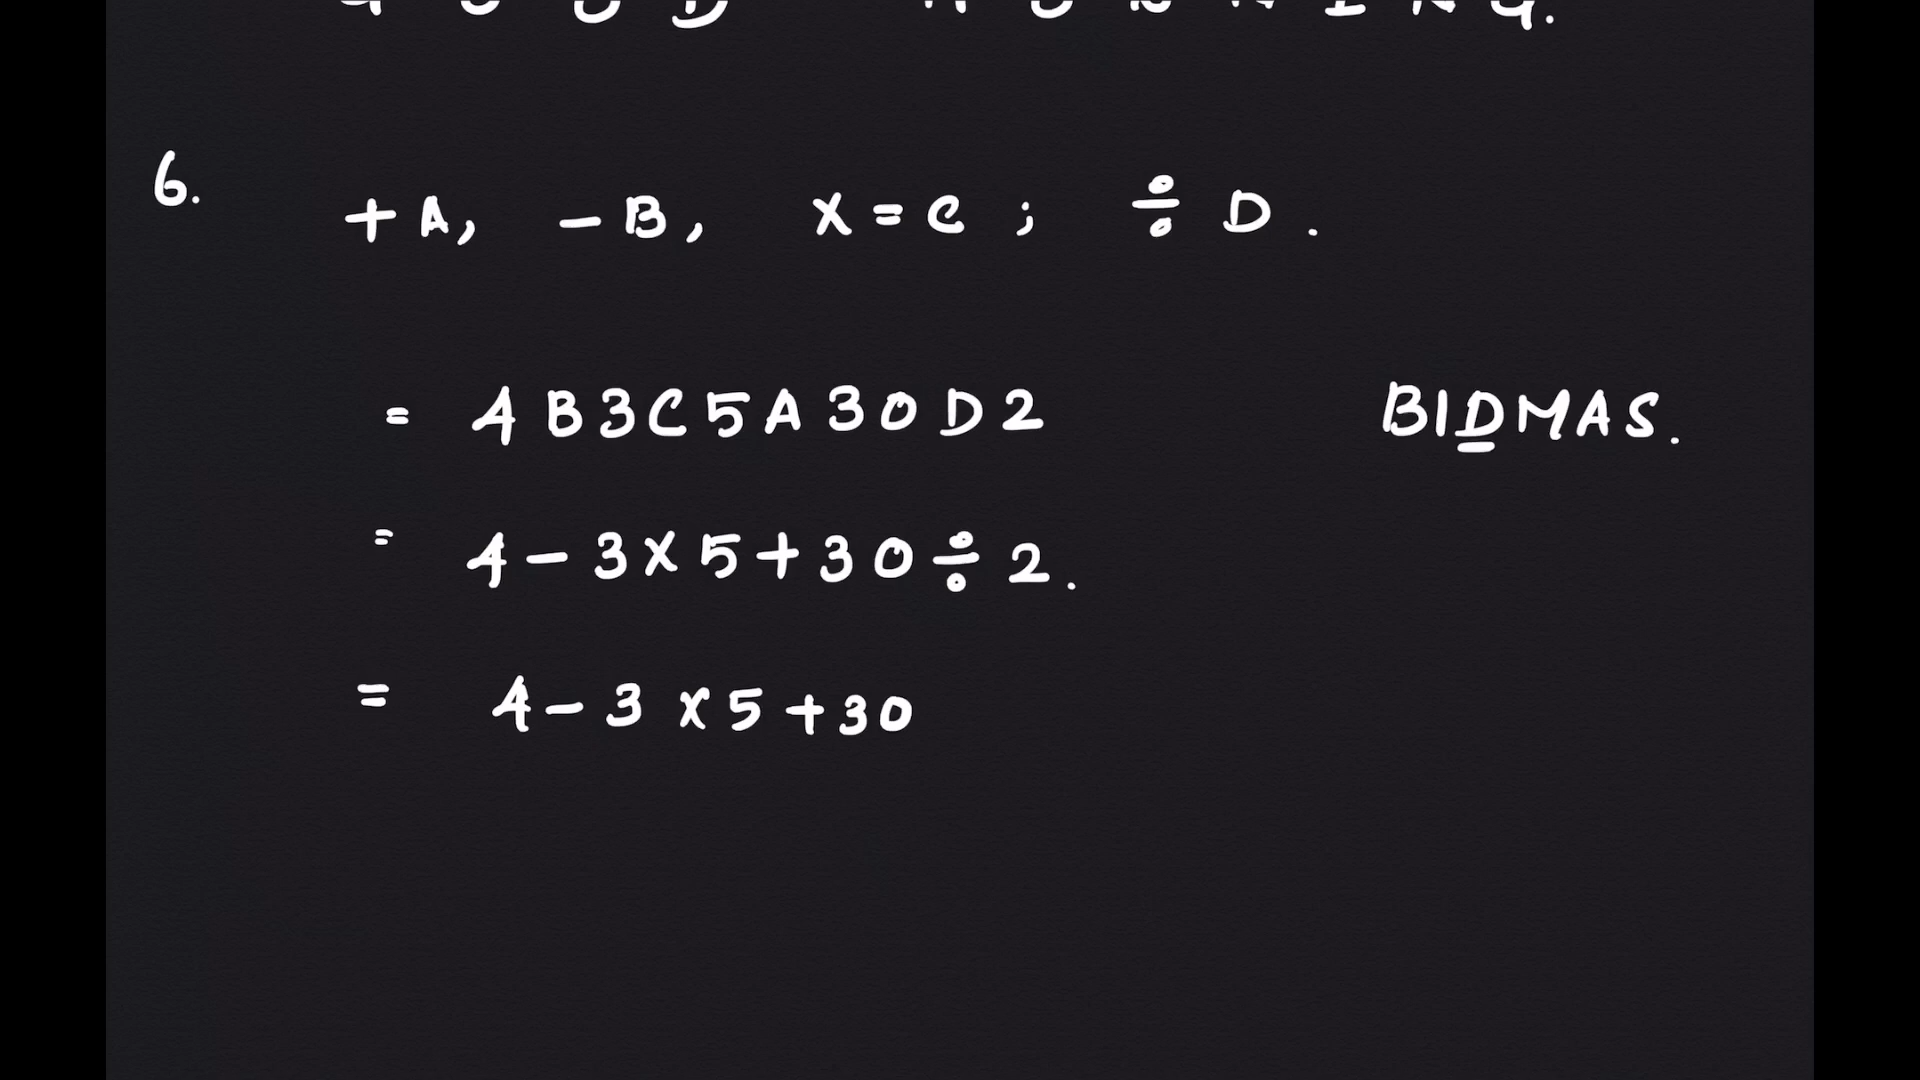 6. +A, -B, X=C ; ÷ D .
= 4 B 3 C 5 A 3 0 D 2 BIDMAS.
= 4 - 3 X 5 + 3 0 ÷ 2 .
= 4 - 3 X 5 + 3 0